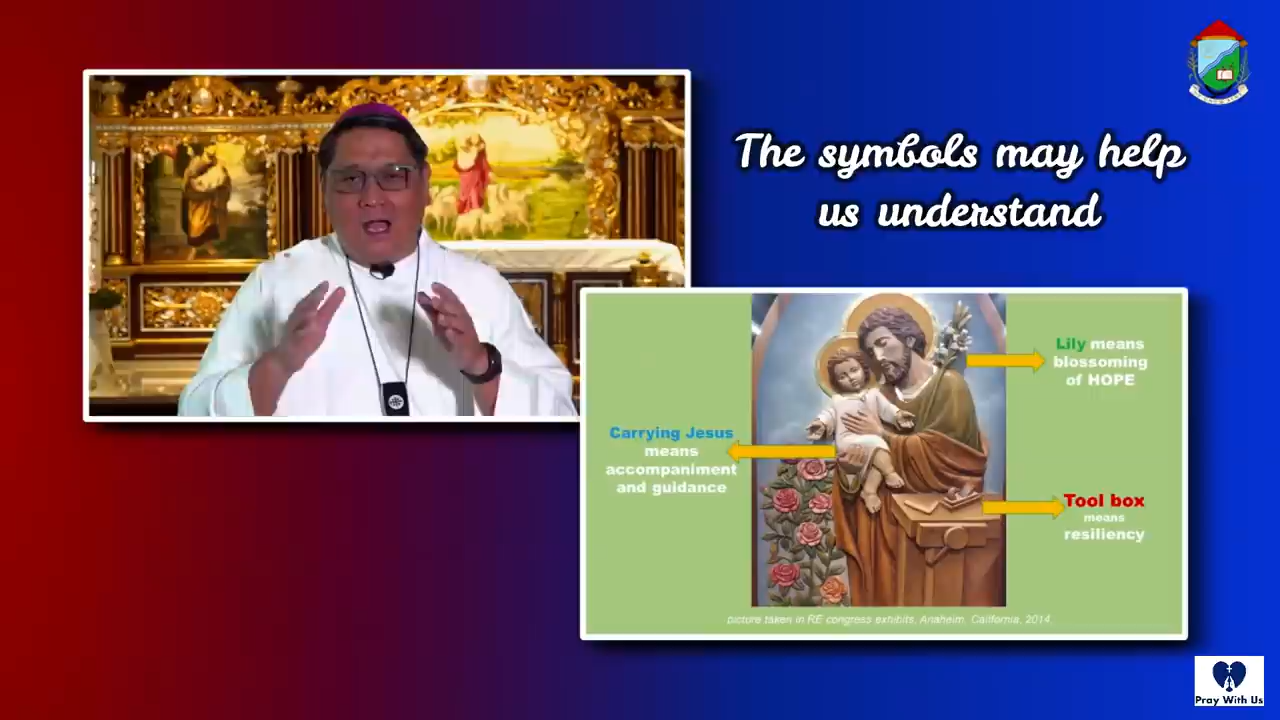 The symbols may help
us understand
Lily means
blossoming
of HOPE
Carrying Jesus
means
accompaniment
and guidance
Tool box
means
resiliency
picture taken in RE congress exhibits, Anaheim, California, 2014.
Pray With Us